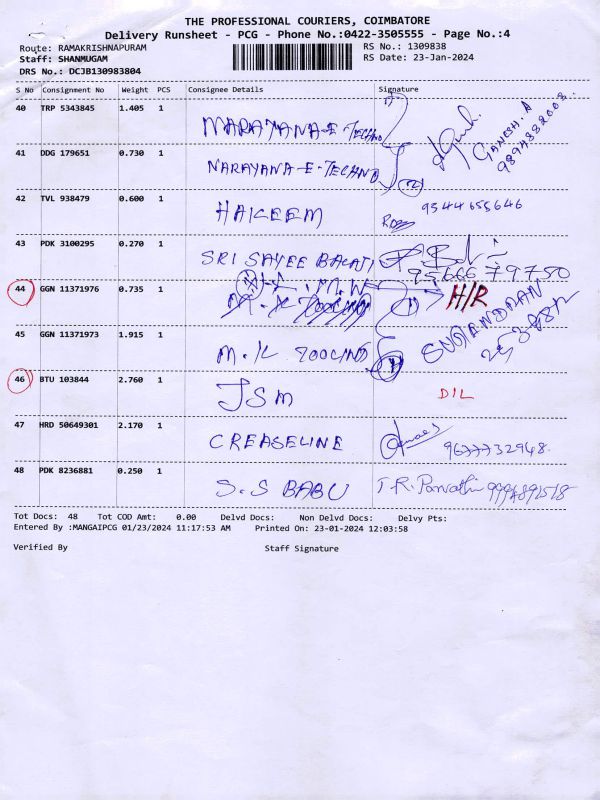 THE PROFESSIONAL COURIERS, COIMBATORE
Delivery Runsheet - PCG - Phone No.:0422-3505555 - Page No.:4
Route: RAMAKRISHNAPURAM RS No.: 1309838
Staff: SHANMUGAM RS Date: 23-Jan-2024
DRS No.: DCJB130983804
S No Consignment No Weight PCS Consignee Details Signature
40 TRP 5343845 1.405 1 NARAYANA-E-TECHNO
GANESH.A
9894382008.
41 DDG 179651 0.730 1 NARAYANA-E-TECHNO
42 TVL 938479 0.600 1 HAKEEM 9544655646
43 PDK 3100295 0.270 1 SRI SAYEE BALAJI
9566679780
44 GGN 11371976 0.735 1 H/R
45 GGN 11371973 1.915 1 M.K.
46 BTU 103844 2.760 1 JSM DIL
47 HRD 50649301 2.170 1 CREASELINE 9677732948.
48 PDK 8236881 0.250 1 S.S BABU T.R.Parvathi
Tot Docs: 48 Tot COD Amt: 0.00 Delvd Docs: Non Delvd Docs: Delvy Pts:
Entered By :MANGAIPCG 01/23/2024 11:17:53 AM Printed On: 23-01-2024 12:03:58
Verified By Staff Signature